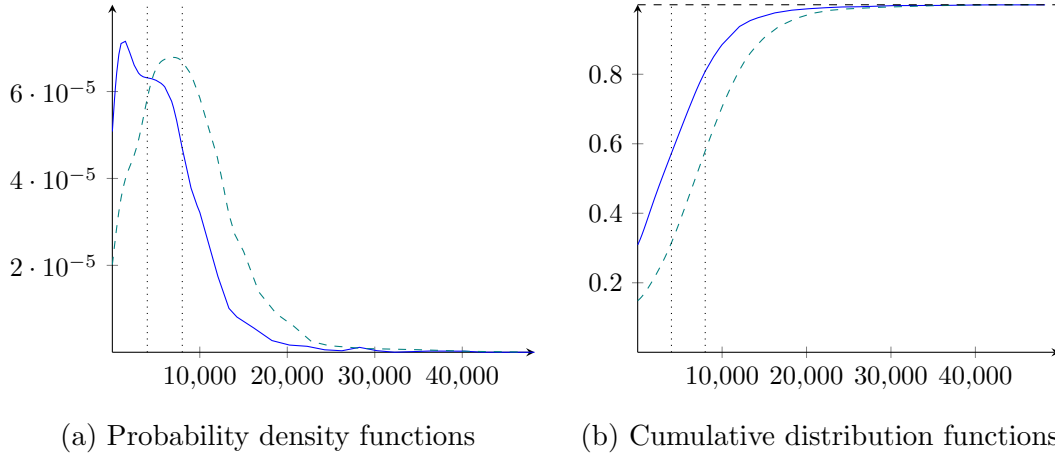 6 · 10⁻⁵
4 · 10⁻⁵
2 · 10⁻⁵
10,000 20,000 30,000 40,000
(a) Probability density functions
0.8
0.6
0.4
0.2
10,000 20,000 30,000 40,000
(b) Cumulative distribution functions